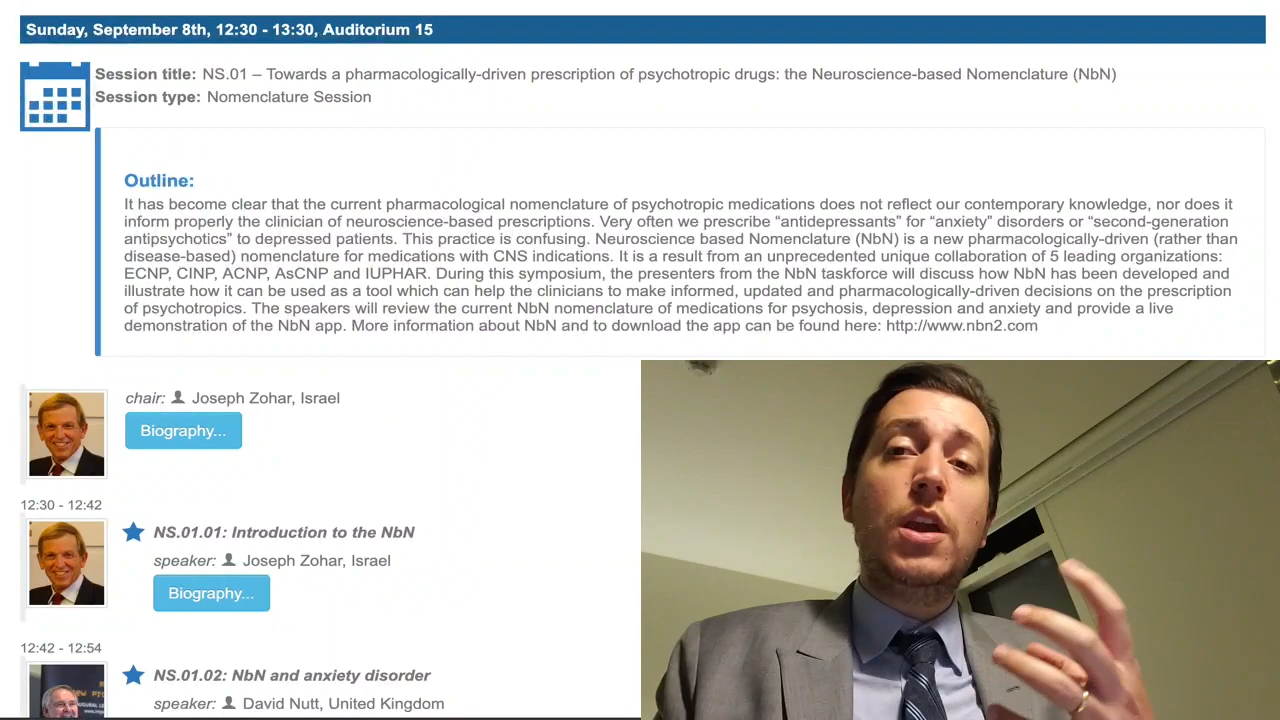 Sunday, September 8th, 12:30 - 13:30, Auditorium 15
Session title: NS.01 – Towards a pharmacologically-driven prescription of psychotropic drugs: the Neuroscience-based Nomenclature (NbN)
Session type: Nomenclature Session
Outline:
It has become clear that the current pharmacological nomenclature of psychotropic medications does not reflect our contemporary knowledge, nor does it
inform properly the clinician of neuroscience-based prescriptions. Very often we prescribe “antidepressants” for “anxiety” disorders or “second-generation
antipsychotics” to depressed patients. This practice is confusing. Neuroscience based Nomenclature (NbN) is a new pharmacologically-driven (rather than
disease-based) nomenclature for medications with CNS indications. It is a result from an unprecedented unique collaboration of 5 leading organizations:
ECNP, CINP, ACNP, AsCNP and IUPHAR. During this symposium, the presenters from the NbN taskforce will discuss how NbN has been developed and
illustrate how it can be used as a tool which can help the clinicians to make informed, updated and pharmacologically-driven decisions on the prescription
of psychotropics. The speakers will review the current NbN nomenclature of medications for psychosis, depression and anxiety and provide a live
demonstration of the NbN app. More information about NbN and to download the app can be found here: http://www.nbn2.com
chair: Joseph Zohar, Israel
Biography...
12:30 - 12:42
NS.01.01: Introduction to the NbN
speaker: Joseph Zohar, Israel
Biography...
12:42 - 12:54
NS.01.02: NbN and anxiety disorder
speaker: David Nutt, United Kingdom